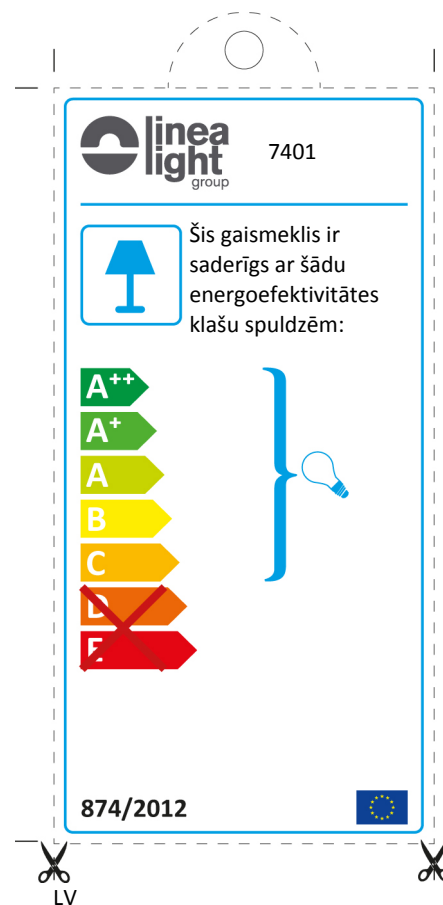 linea
light
group
7401
Šis gaismeklis ir
saderīgs ar šādu
energoefektivitātes
klašu spuldzēm:
A++
A+
A
B
C
D
E
874/2012
LV